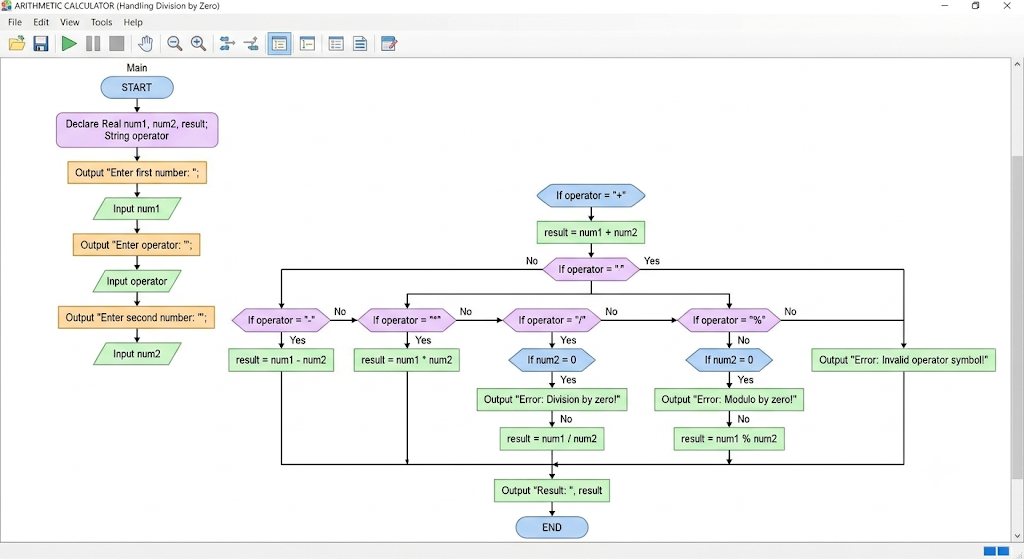 ARITHMETIC CALCULATOR (Handling Division by Zero)
File Edit View Tools Help
Main
START
Declare Real num1, num2, result;
String operator
Output "Enter first number: ";
Input num1
Output "Enter operator: "";
Input operator
Output "Enter second number: "";
Input num2
If operator = "+"
result = num1 + num2
No
If operator = "."
Yes
If operator = "-"
No
If operator = "*"
No
If operator = "/"
No
If operator = "%"
No
Yes
Yes
Yes
No
result = num1 - num2
result = num1 * num2
If num2 = 0
If num2 = 0
Output "Error: Invalid operator symbol!"
Yes
Yes
Output "Error: Division by zero!"
Output "Error: Modulo by zero!"
No
No
result = num1 / num2
result = num1 % num2
Output "Result: ", result
END